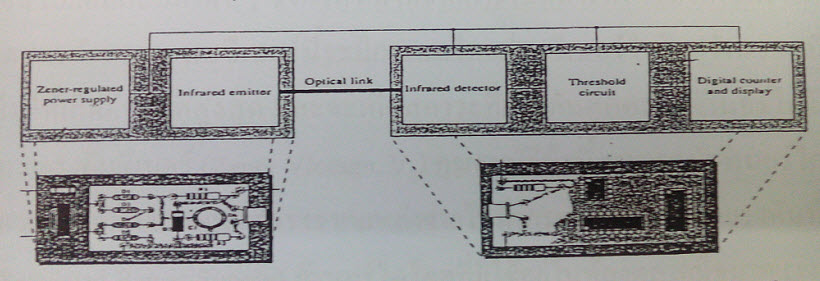 Zener-regulated
power supply
Infrared emitter
Optical link
Infrared detector
Threshold
circuit
Digital counter
and display